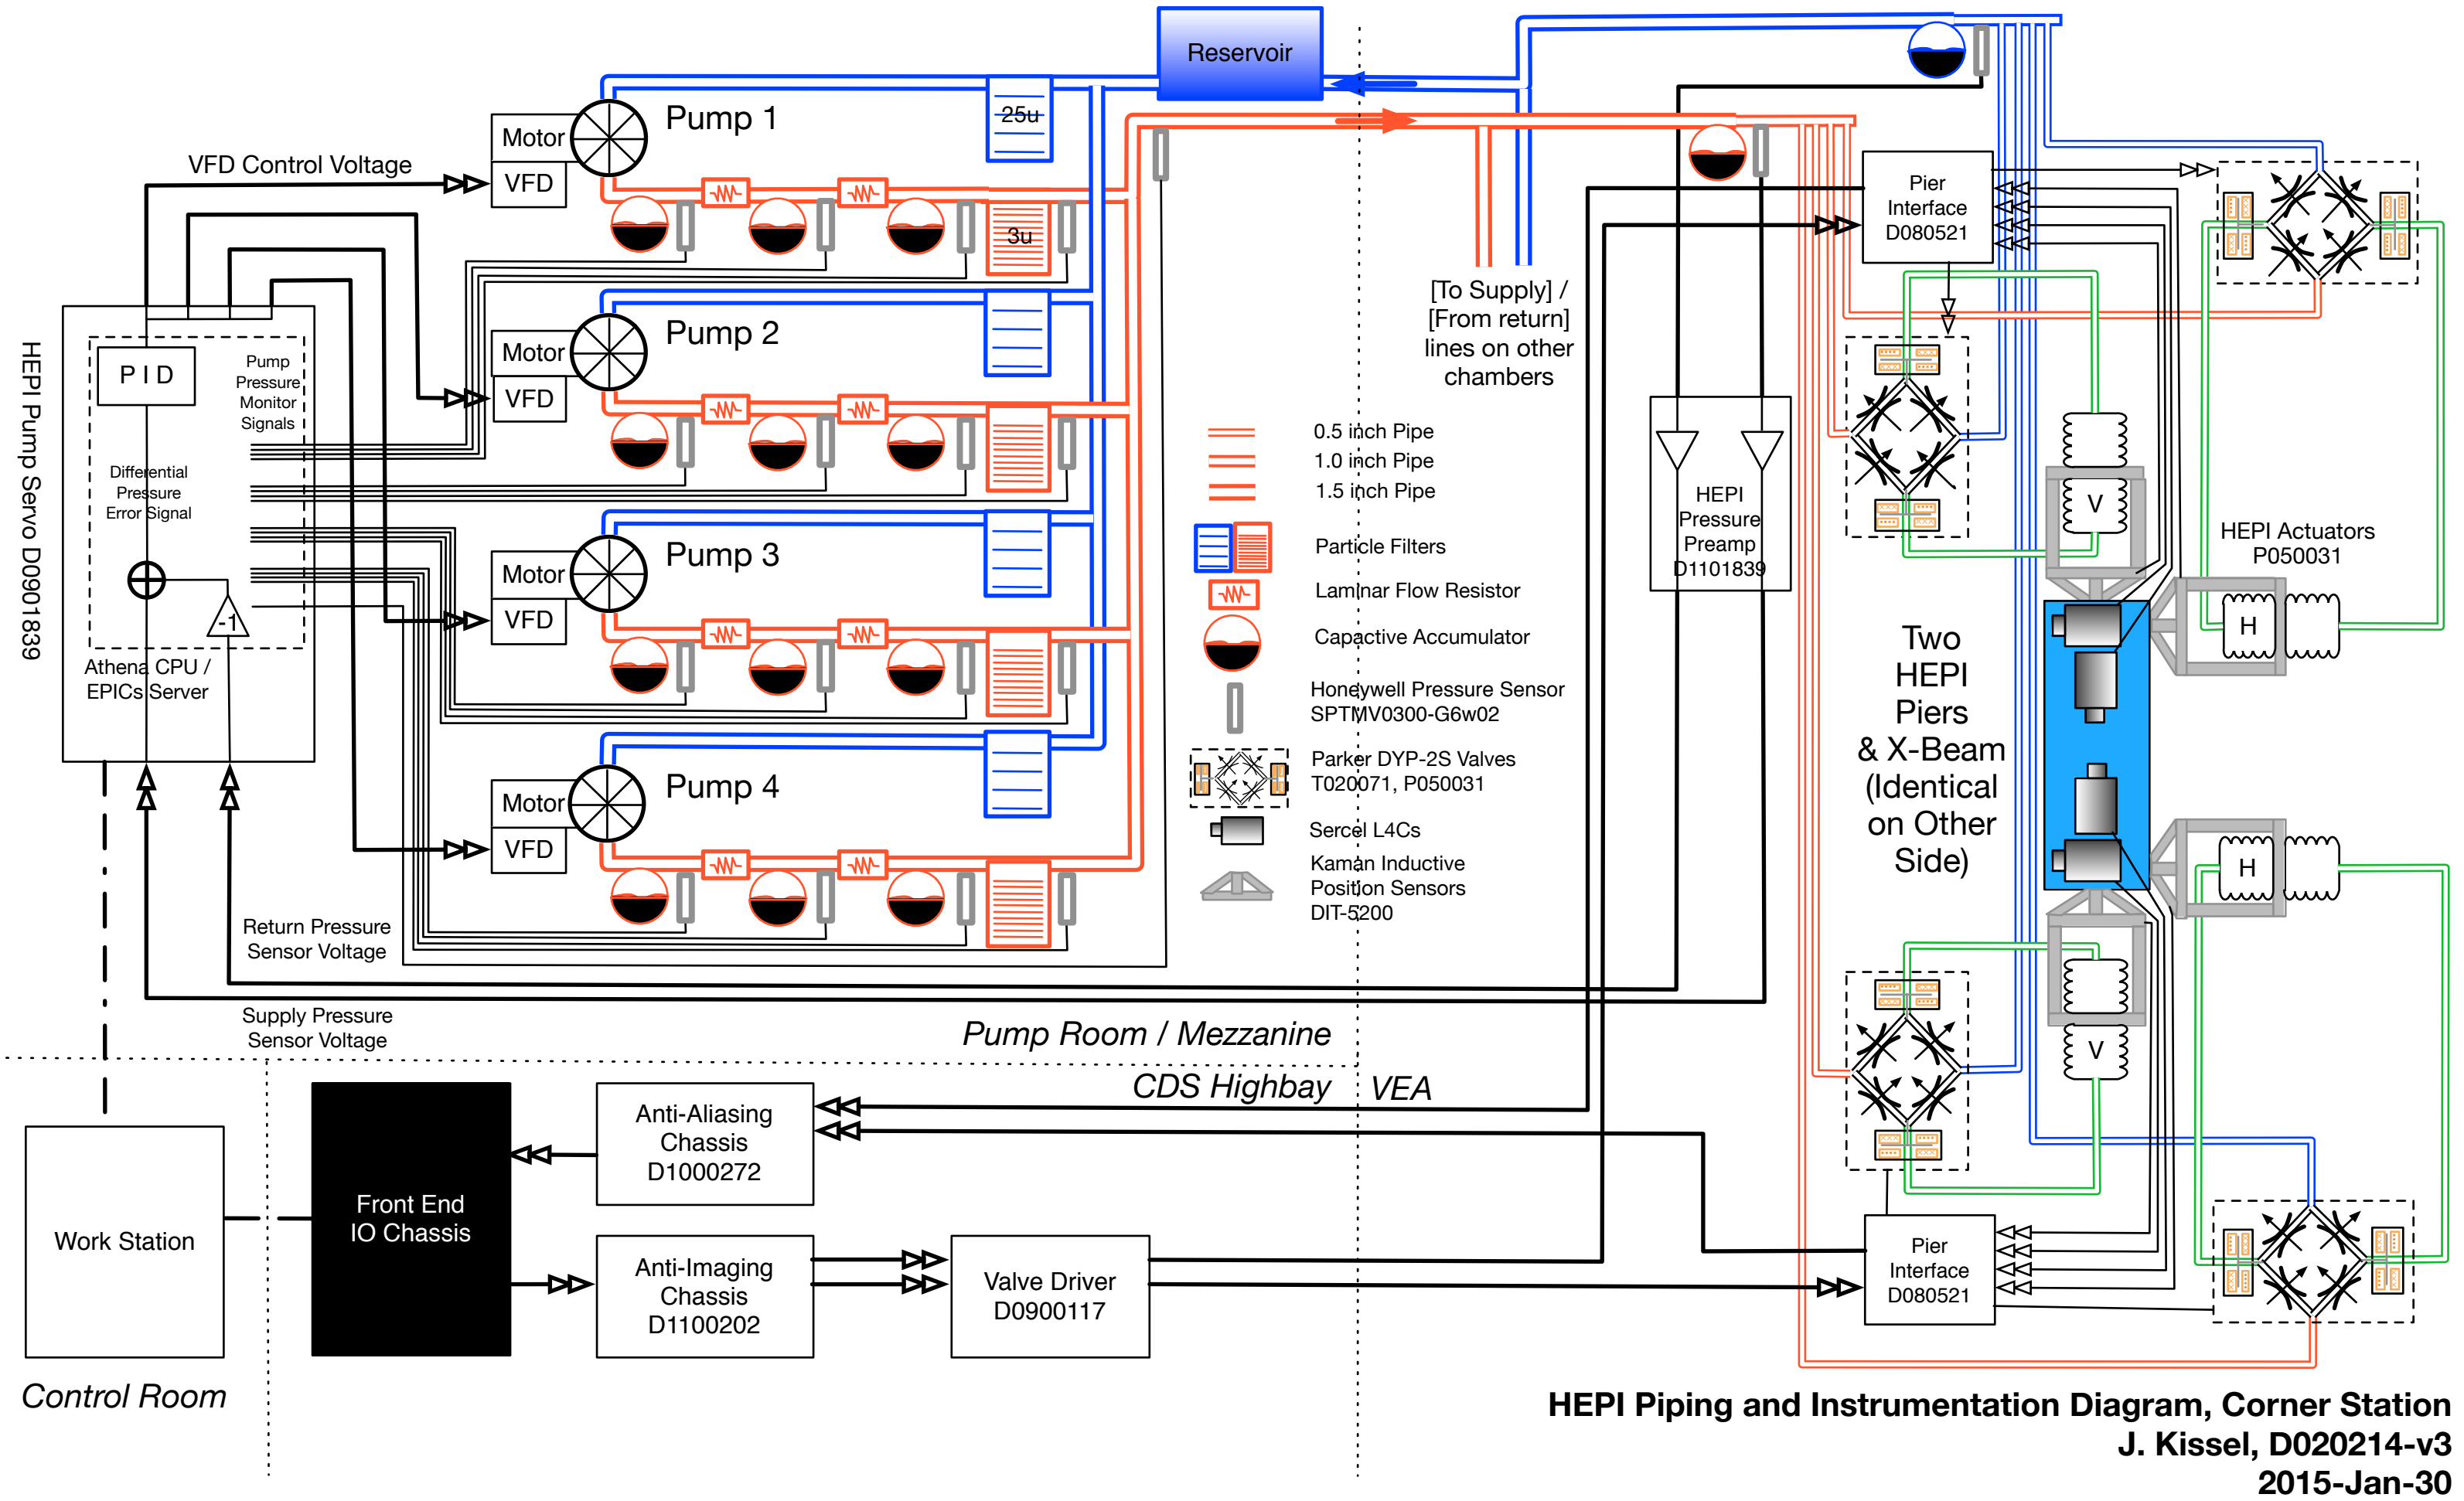 Reservoir
25u
Pump 1
Motor
VFD
VFD Control Voltage
3u
Pump 2
Motor
VFD
Pump 3
Motor
VFD
Pump 4
Motor
VFD
HEPI Pump Servo D0901839
P I D
Pump
Pressure
Monitor
Signals
Differential
Pressure
Error Signal
-1
Athena CPU /
EPICs Server
Return Pressure
Sensor Voltage
Supply Pressure
Sensor Voltage
[To Supply] /
[From return]
lines on other
chambers
0.5 inch Pipe
1.0 inch Pipe
1.5 inch Pipe
Particle Filters
Laminar Flow Resistor
Capactive Accumulator
Honeywell Pressure Sensor
SPTMV0300-G6w02
Parker DYP-2S Valves
T020071, P050031
Sercel L4Cs
Kaman Inductive
Position Sensors
DIT-5200
HEPI
Pressure
Preamp
D1101839
Pier
Interface
D080521
V
HEPI Actuators
P050031
H
Two
HEPI
Piers
& X-Beam
(Identical
on Other
Side)
H
V
Pier
Interface
D080521
Pump Room / Mezzanine
CDS Highbay
VEA
Anti-Aliasing
Chassis
D1000272
Front End
IO Chassis
Work Station
Anti-Imaging
Chassis
D1100202
Valve Driver
D0900117
Control Room
HEPI Piping and Instrumentation Diagram, Corner Station
J. Kissel, D020214-v3
2015-Jan-30